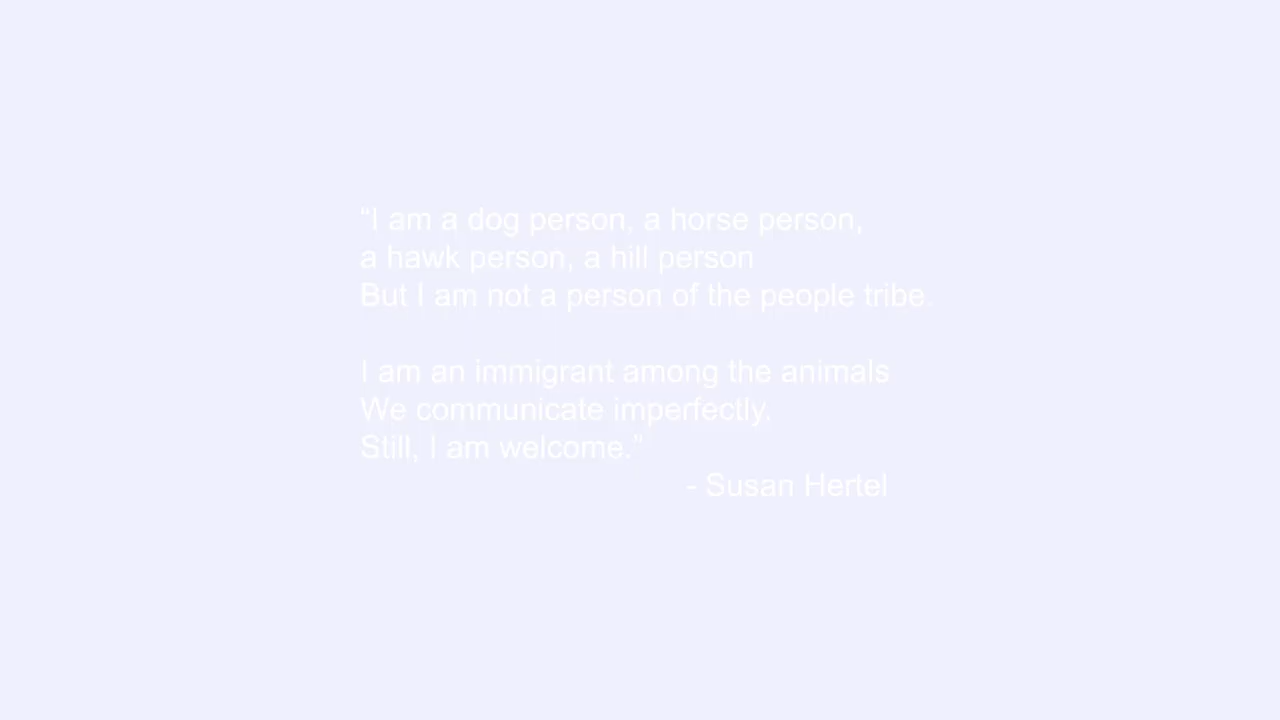 “I am a dog person, a horse person,
a hawk person, a hill person
But I am not a person of the people tribe.
I am an immigrant among the animals
We communicate imperfectly,
Still, I am welcome.”
- Susan Hertel